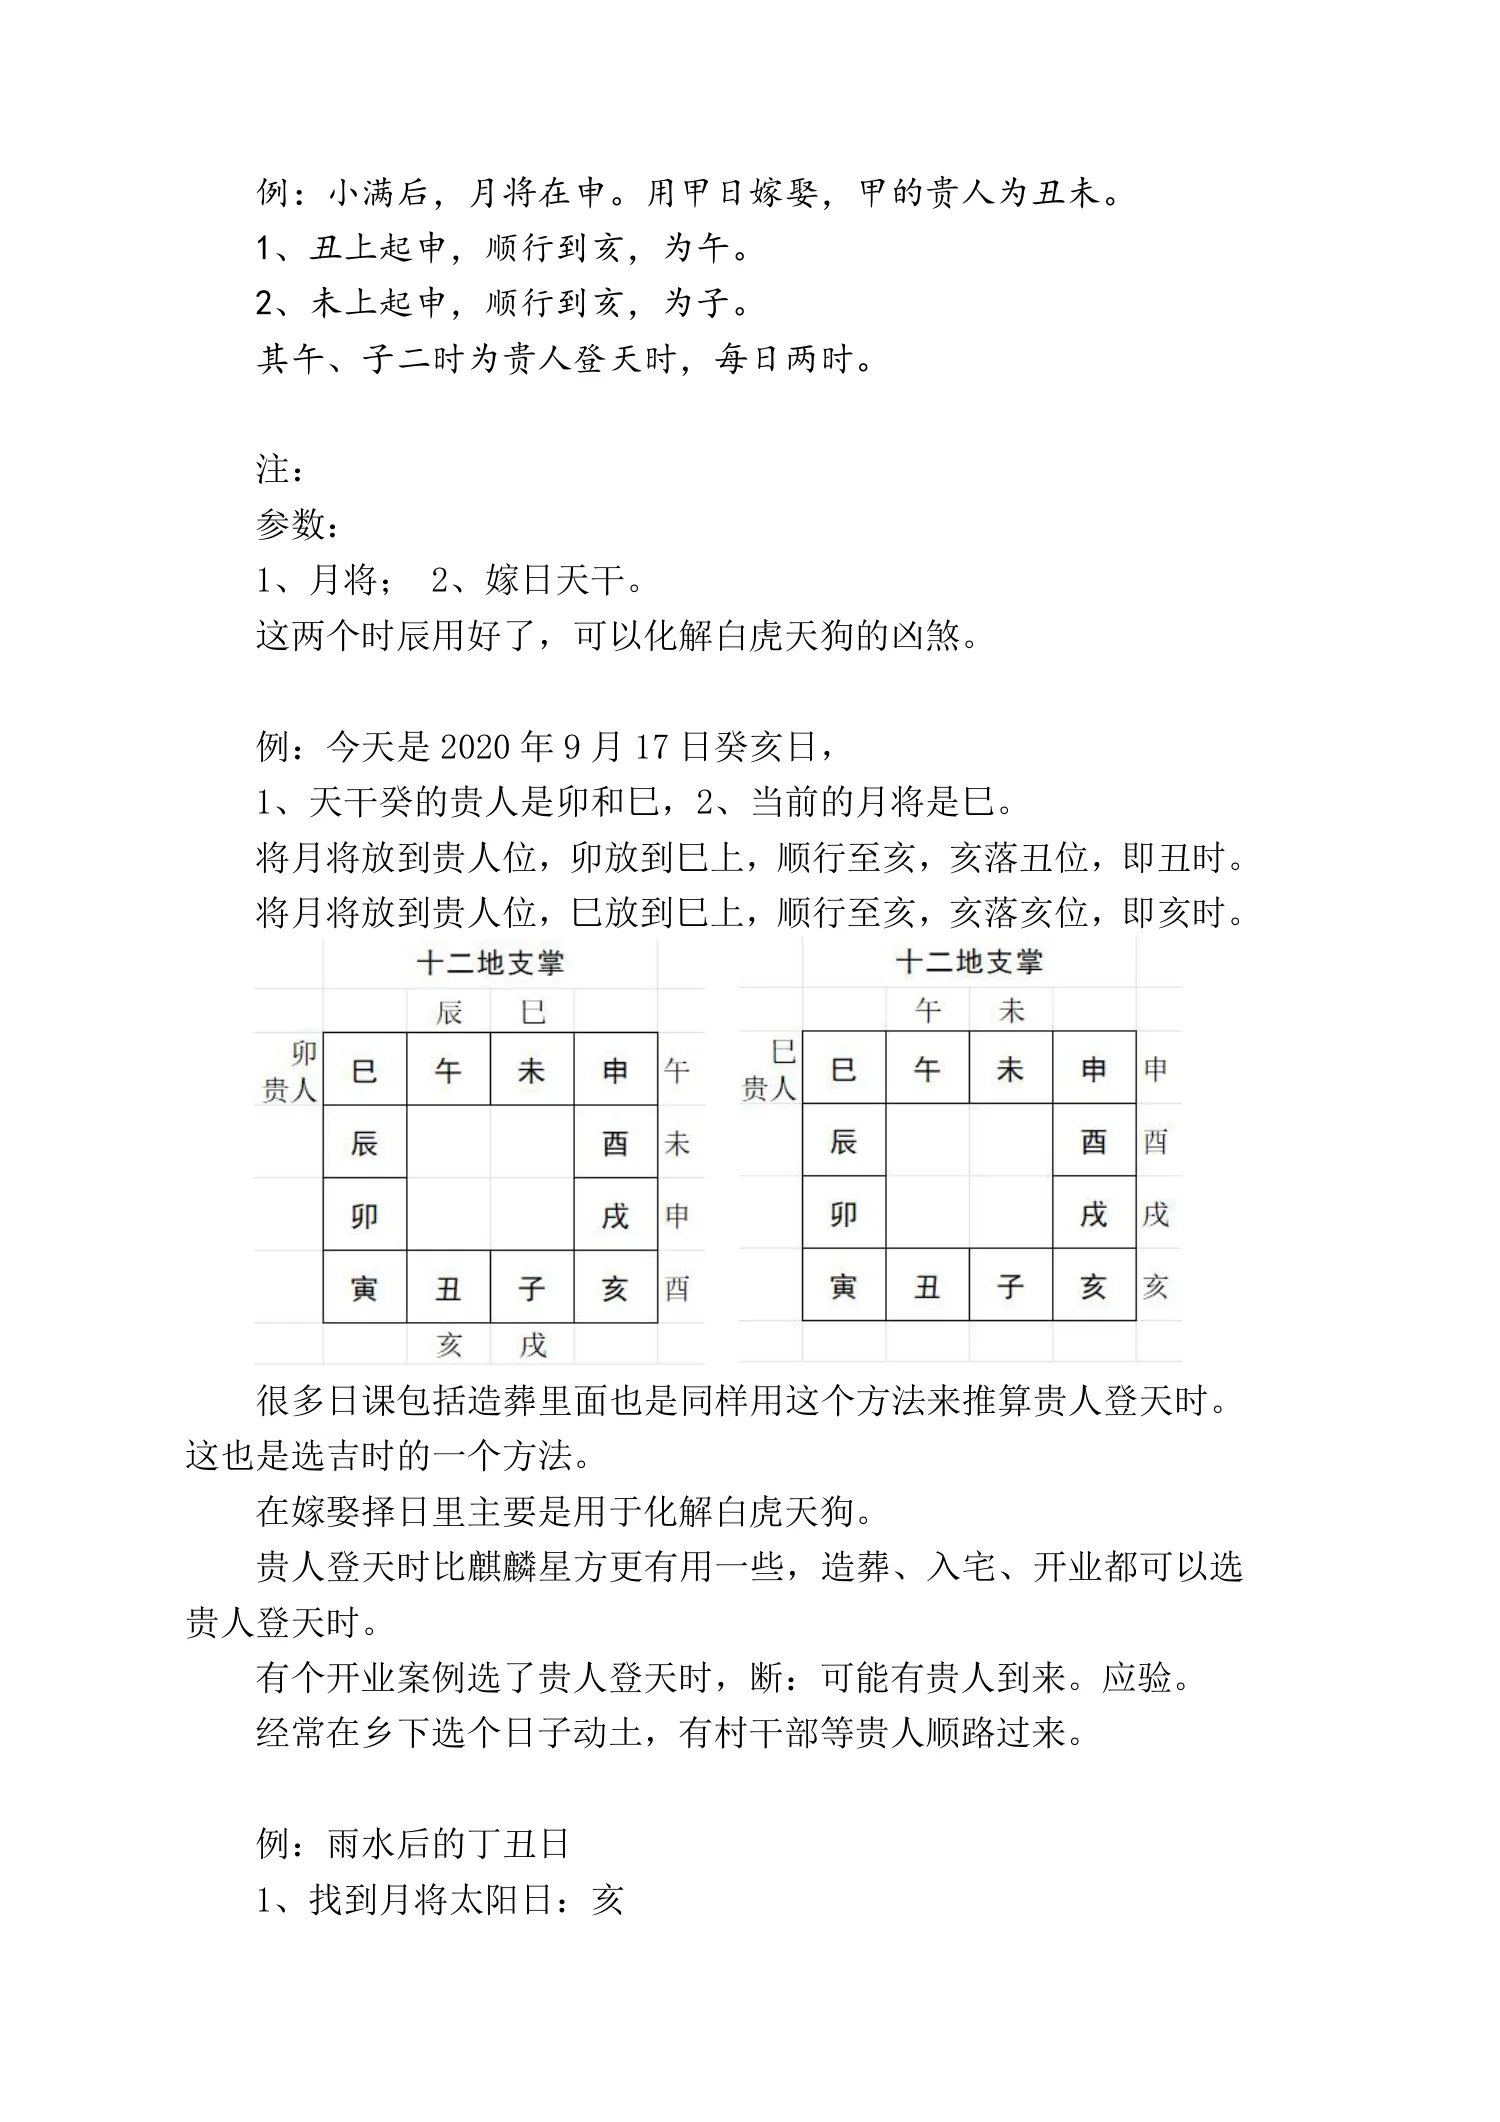 例：小满后，月将在申。用甲日嫁娶，甲的贵人为丑未。
1、丑上起申，顺行到亥，为午。
2、未上起申，顺行到亥，为子。
其午、子二时为贵人登天时，每日两时。
注：
参数：
1、月将； 2、嫁日天干。
这两个时辰用好了，可以化解白虎天狗的凶煞。
例：今天是 2020 年 9 月 17 日癸亥日，
1、天干癸的贵人是卯和巳，2、当前的月将是巳。
将月将放到贵人位，卯放到巳上，顺行至亥，亥落丑位，即丑时。
将月将放到贵人位，巳放到巳上，顺行至亥，亥落亥位，即亥时。
十二地支掌
辰 巳
卯 贵人 巳 午 未 申 午
辰 酉 未
卯 戌 申
寅 丑 子 亥 酉
亥 戌
十二地支掌
午 未
巳 贵人 巳 午 未 申 申
辰 酉 酉
卯 戌 戌
寅 丑 子 亥 亥
很多日课包括造葬里面也是同样用这个方法来推算贵人登天时。
这也是选吉时的一个方法。
在嫁娶择日里主要是用于化解白虎天狗。
贵人登天时比麒麟星方更有用一些，造葬、入宅、开业都可以选
贵人登天时。
有个开业案例选了贵人登天时，断：可能有贵人到来。应验。
经常在乡下选个日子动土，有村干部等贵人顺路过来。
例：雨水后的丁丑日
1、找到月将太阳日：亥